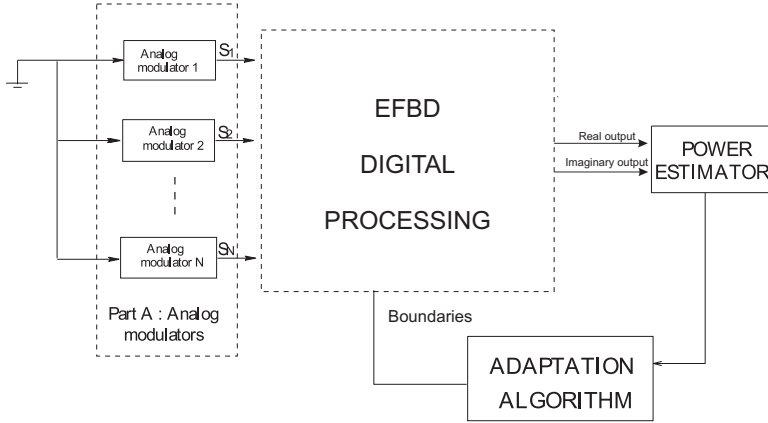 Analog
modulator 1
S1
Analog
modulator 2
S2
Analog
modulator N
SN
Part A : Analog
modulators
EFBD
DIGITAL
PROCESSING
Real output
Imaginary output
POWER
ESTIMATOR
Boundaries
ADAPTATION
ALGORITHM